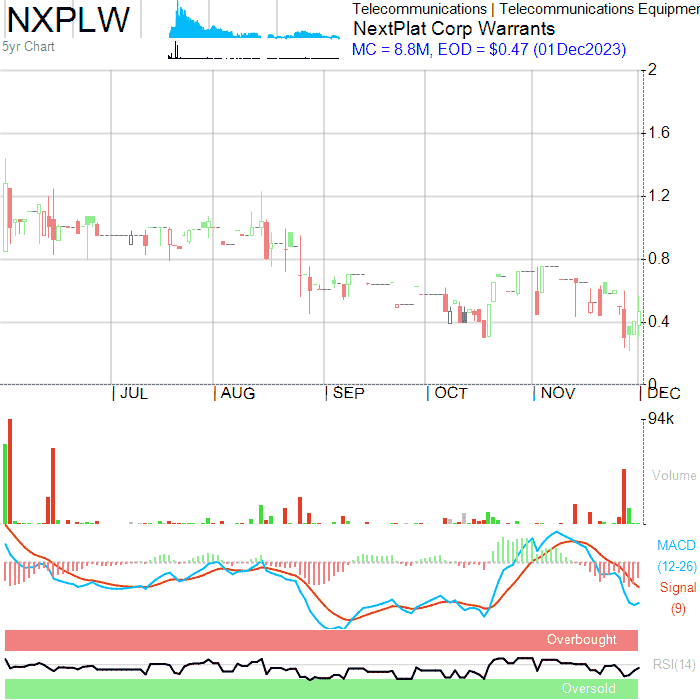 NXPLW
5yr Chart
Telecommunications | Telecommunications Equipmen
NextPlat Corp Warrants
MC = 8.8M, EOD = $0.47 (01Dec2023)
2
1.6
1.2
0.8
0.4
0
JUL
AUG
SEP
OCT
NOV
DEC
94k
Volume
MACD
(12-26)
Signal
(9)
Overbought
RSI(14)
Oversold